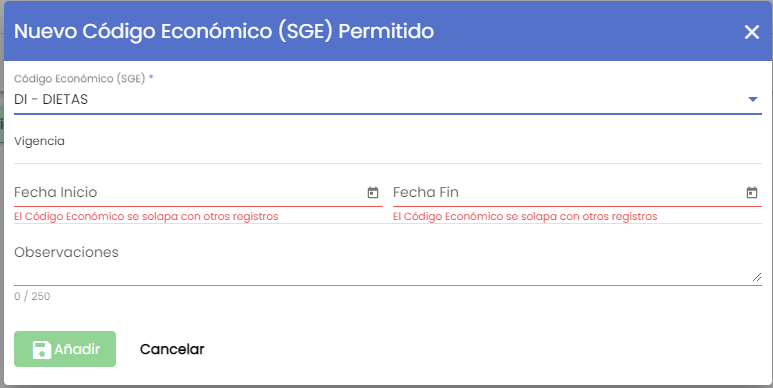 Nuevo Código Económico (SGE) Permitido
Código Económico (SGE) *
DI - DIETAS
Vigencia
Fecha Inicio Fecha Fin
El Código Económico se solapa con otros registros El Código Económico se solapa con otros registros
Observaciones
0 / 250
Añadir Cancelar